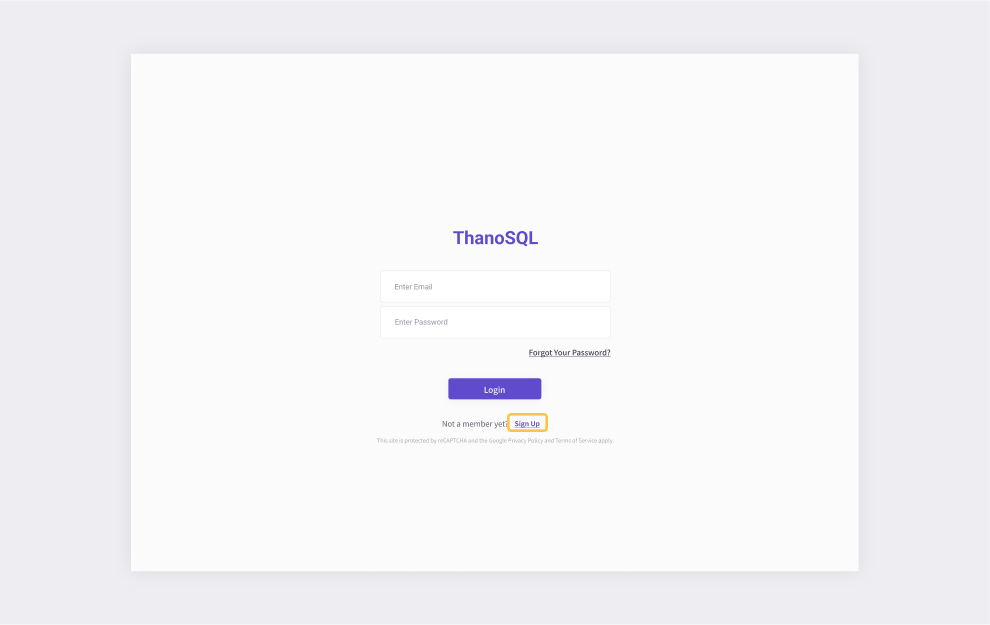 ThanoSQL
Enter Email
Enter Password
Forgot Your Password?
Login
Not a member yet? Sign Up
This site is protected by reCAPTCHA and the Google Privacy Policy and Terms of Service apply.